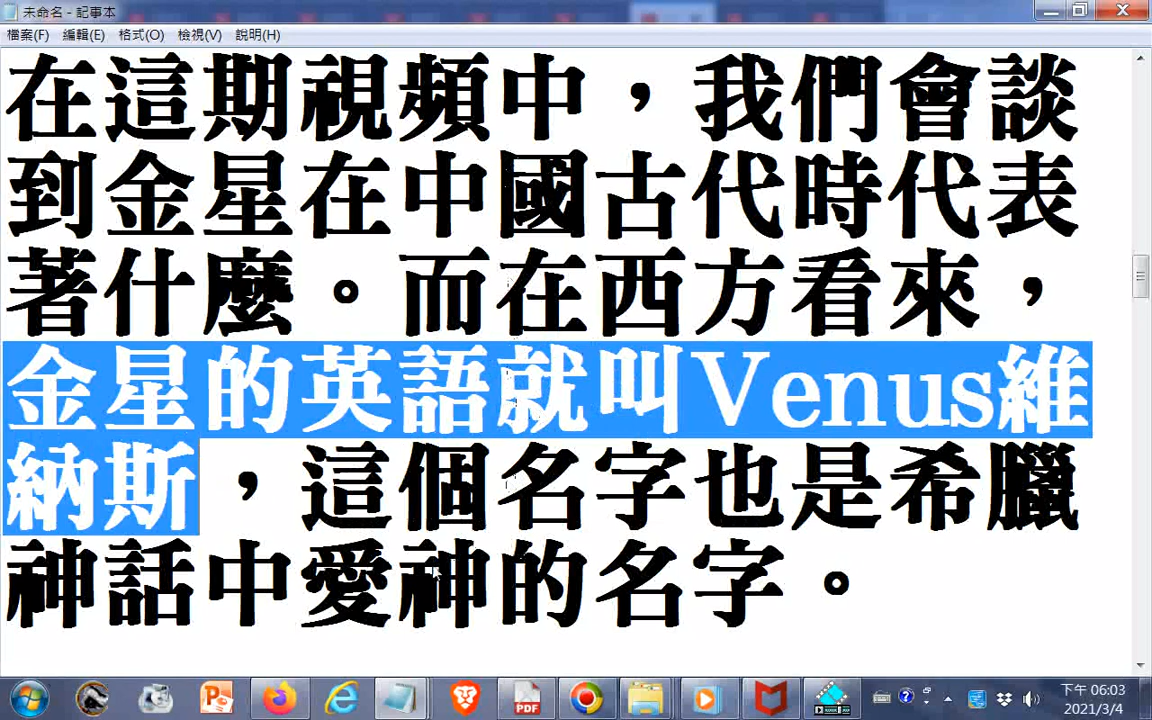 未命名 - 記事本
檔案(F) 編輯(E) 格式(O) 檢視(V) 說明(H)
在這期視頻中，我們會談
到金星在中國古代時代表
著什麼。而在西方看來，
金星的英語就叫Venus維
納斯，這個名字也是希臘
神話中愛神的名字。
PDF
下午 06:03
2021/3/4